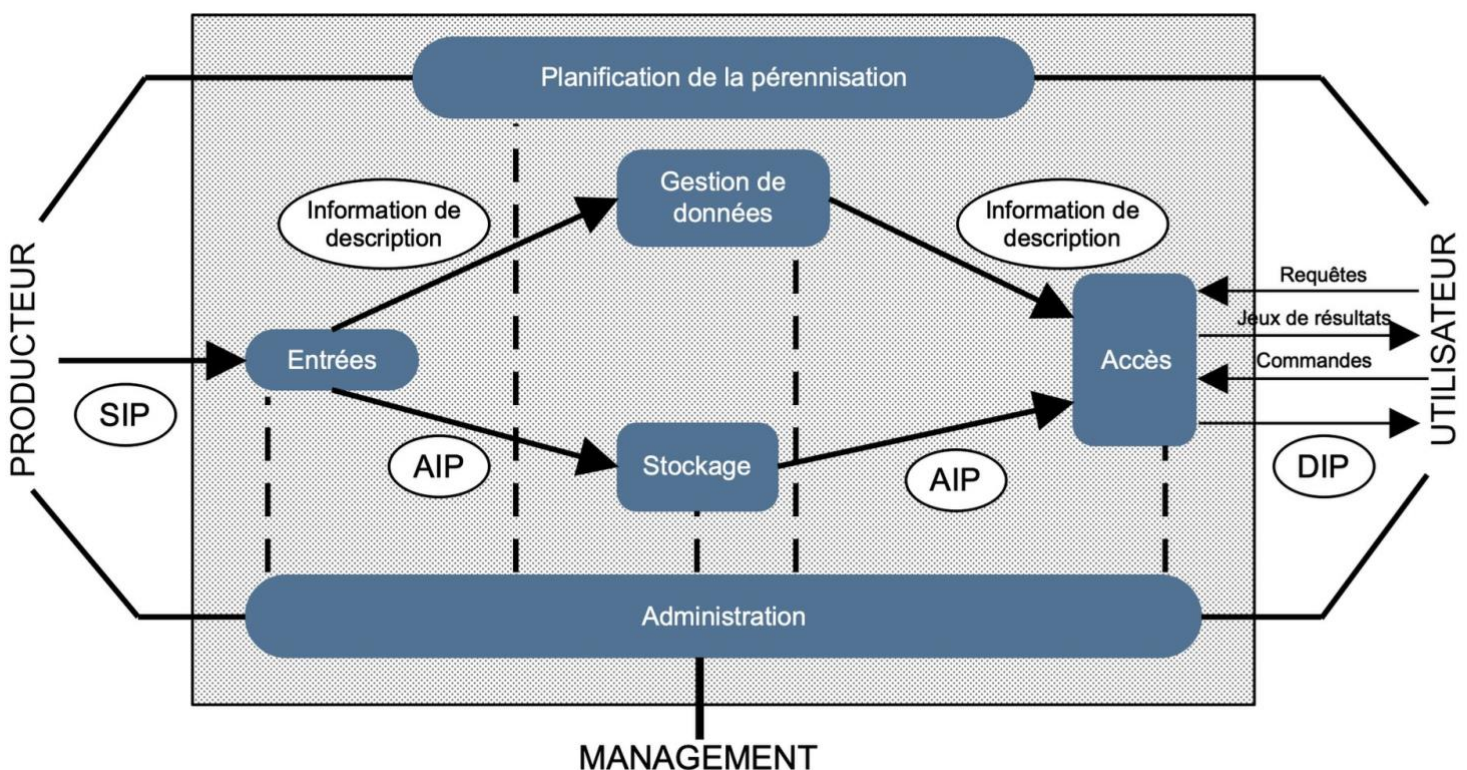 Planification de la pérennisation
Gestion de
données
Information de
description
Information de
description
PRODUCTEUR
UTILISATEUR
Requêtes
Jeux de résultats
Entrées
Accès
Commandes
SIP
AIP
Stockage
AIP
DIP
Administration
MANAGEMENT